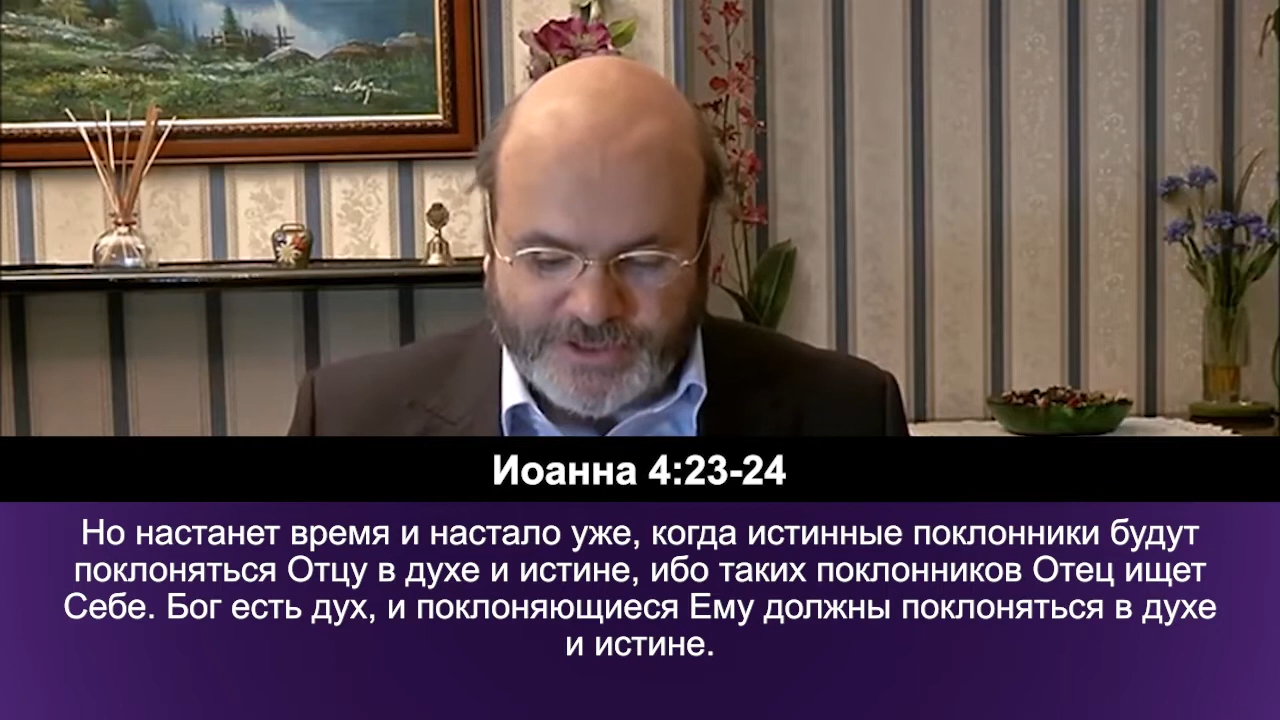 Иоанна 4:23-24
Но настанет время и настало уже, когда истинные поклонники будут
поклоняться Отцу в духе и истине, ибо таких поклонников Отец ищет
Себе. Бог есть дух, и поклоняющиеся Ему должны поклоняться в духе
и истине.